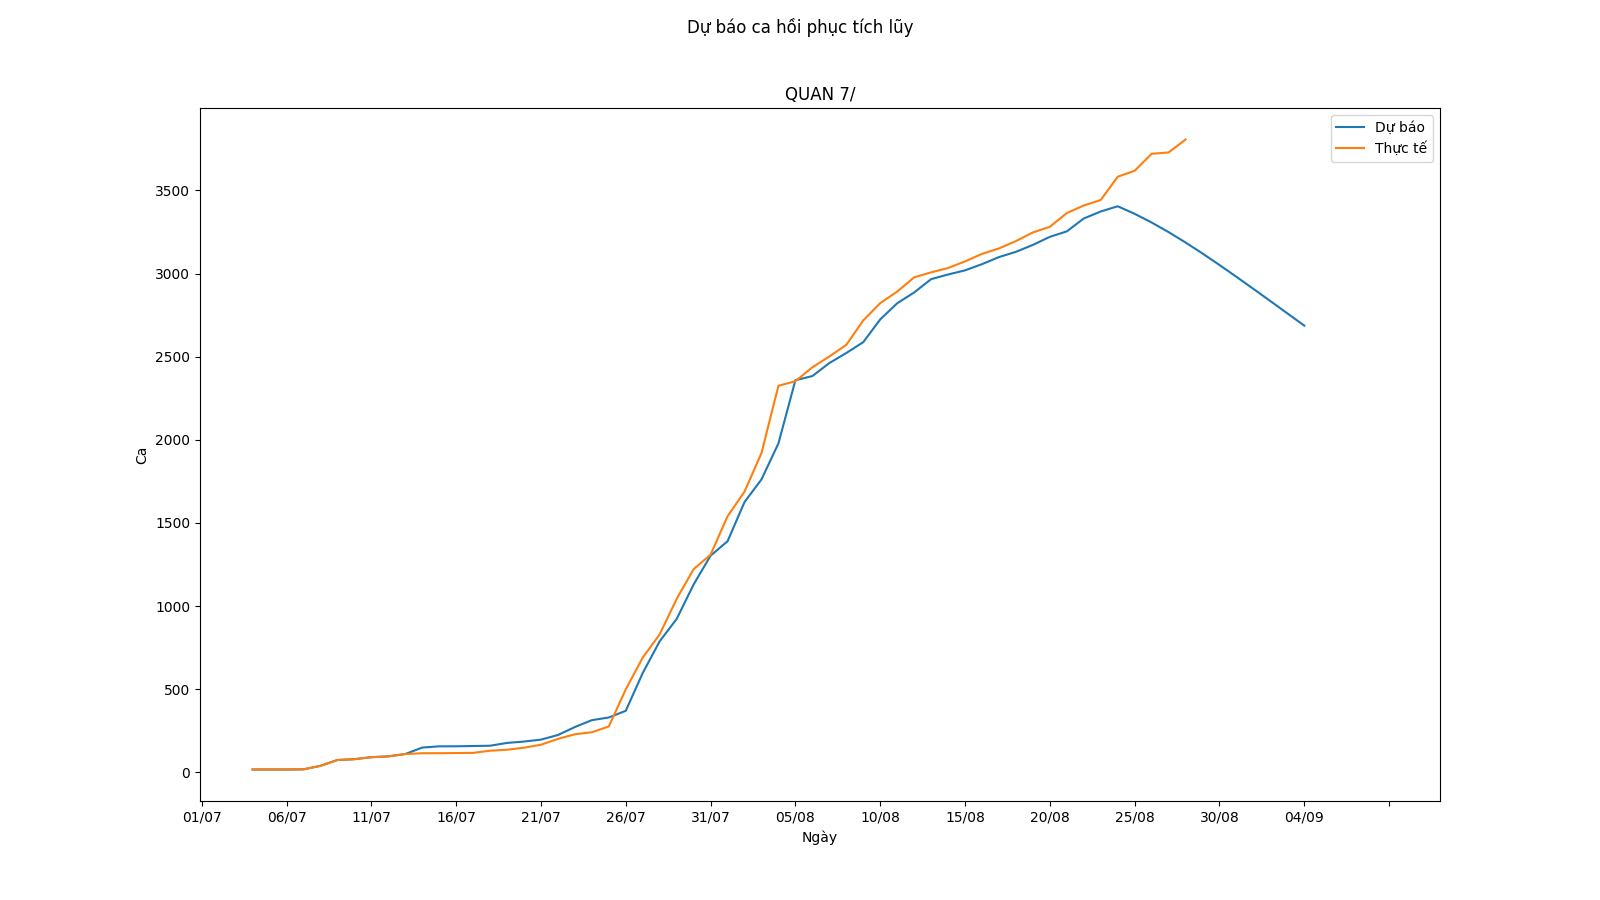 Dự báo ca hồi phục tích lũy
QUAN 7/
Dự báo
Thực tế
3500
3000
2500
2000
1500
1000
500
0
Ca
01/07 06/07 11/07 16/07 21/07 26/07 31/07 05/08 10/08 15/08 20/08 25/08 30/08 04/09
Ngày